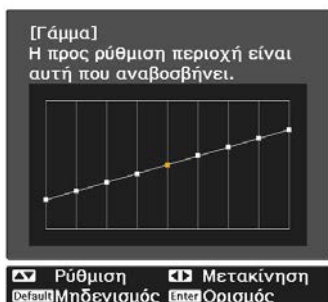 [Γάμμα]
Η προς ρύθμιση περιοχή είναι
αυτή που αναβοσβήνει.
Ρύθμιση Μετακίνηση
Default Μηδενισμός Enter Ορισμός